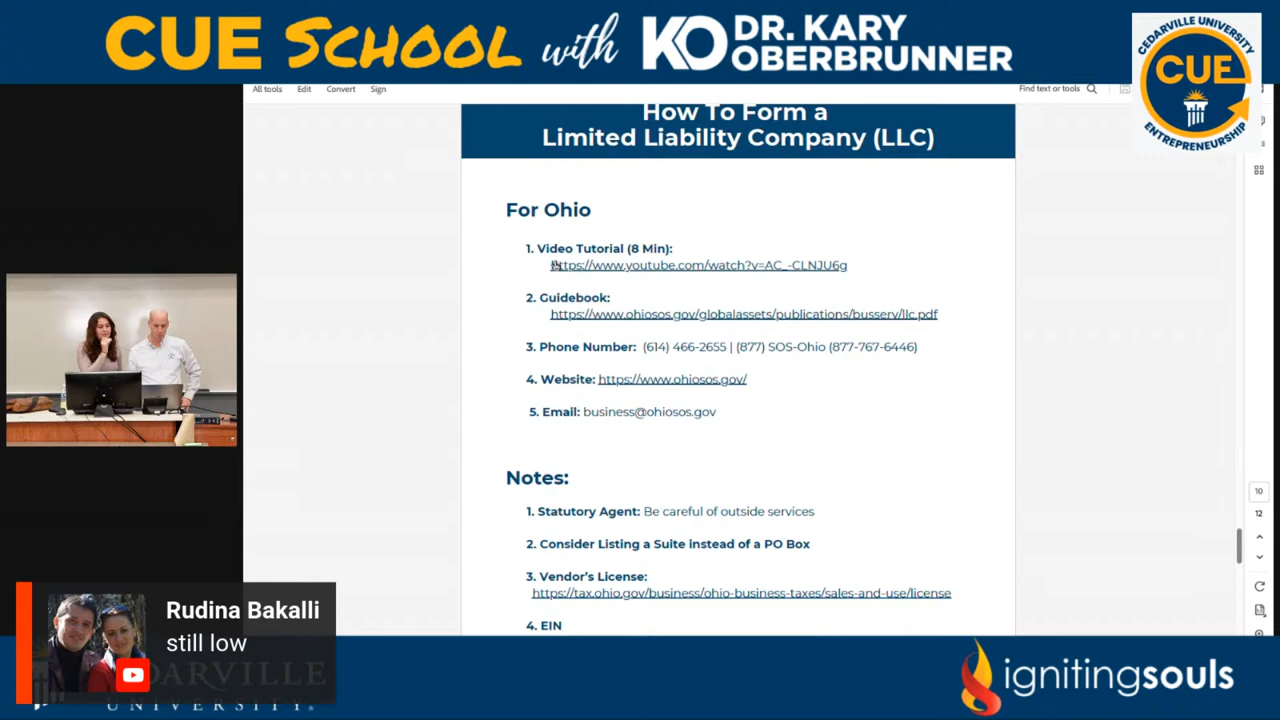 CUE SCHOOL with KO DR. KARY OBERBRUNNER
CEDARVILLE UNIVERSITY
CUE
ENTREPRENEURSHIP
All tools Edit Convert Sign
Find text or tools
How To Form a
Limited Liability Company (LLC)
For Ohio
1. Video Tutorial (8 Min):
https://www.youtube.com/watch?v=AC_-CLNJU6g
2. Guidebook:
https://www.ohiosos.gov/globalassets/publications/busserv/llc.pdf
3. Phone Number: (614) 466-2655 | (877) SOS-Ohio (877-767-6446)
4. Website: https://www.ohiosos.gov/
5. Email: business@ohiosos.gov
Notes:
1. Statutory Agent: Be careful of outside services
2. Consider Listing a Suite instead of a PO Box
3. Vendor's License:
https://tax.ohio.gov/business/ohio-business-taxes/sales-and-use/license
4. EIN
10
12
Rudina Bakalli
still low
UNIVERSITY
ignitingsouls